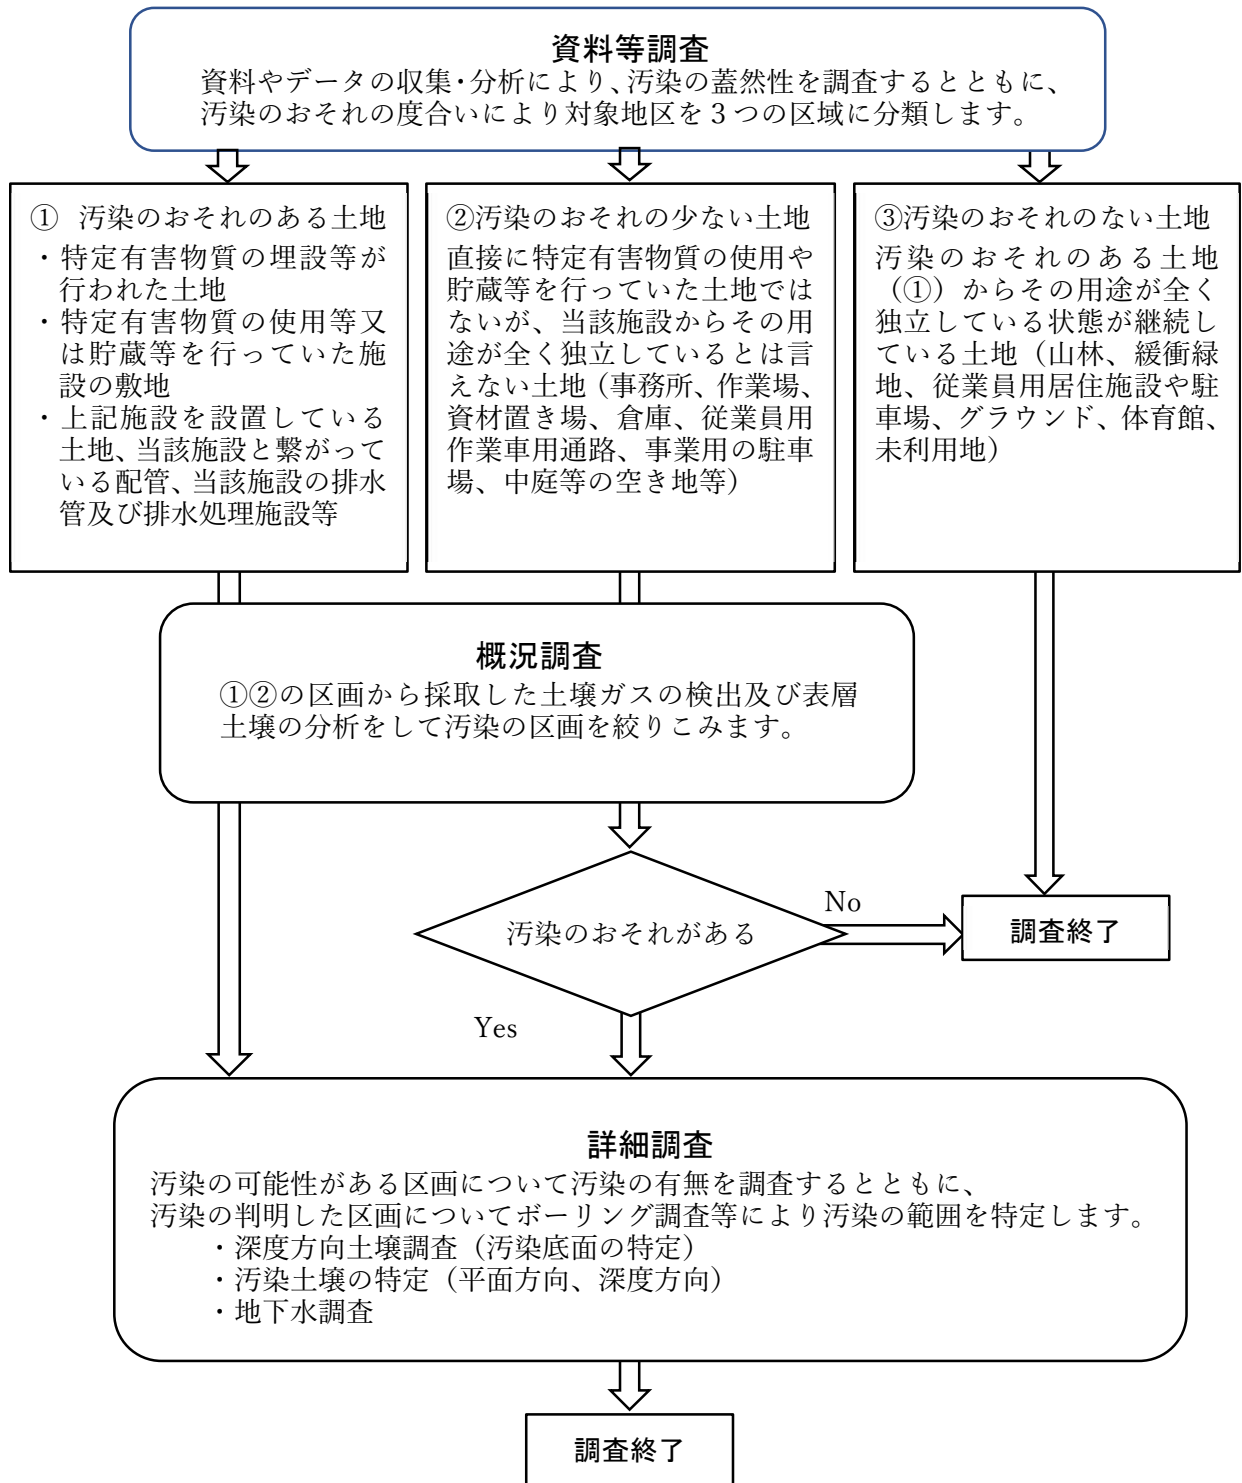 資料等調査
資料やデータの収集・分析により、汚染の蓋然性を調査するとともに、
汚染のおそれの度合いにより対象地区を３つの区域に分類します。
① 汚染のおそれのある土地
・特定有害物質の埋設等が
行われた土地
・特定有害物質の使用等又
は貯蔵等を行っていた施
設の敷地
・上記施設を設置している
土地、当該施設と繋がって
いる配管、当該施設の排水
管及び排水処理施設等
②汚染のおそれの少ない土地
直接に特定有害物質の使用や
貯蔵等を行っていた土地では
ないが、当該施設からその用
途が全く独立しているとは言
えない土地（事務所、作業場、
資材置き場、倉庫、従業員用
作業車用通路、事業用の駐車
場、中庭等の空き地等）
③汚染のおそれのない土地
汚染のおそれのある土地
（①）からその用途が全く
独立している状態が継続し
ている土地（山林、緩衝緑
地、従業員用居住施設や駐
車場、グラウンド、体育館、
未利用地）
概況調査
①②の区画から採取した土壌ガスの検出及び表層
土壌の分析をして汚染の区画を絞りこみます。
汚染のおそれがある
No
調査終了
Yes
詳細調査
汚染の可能性がある区画について汚染の有無を調査するとともに、
汚染の判明した区画についてボーリング調査等により汚染の範囲を特定します。
・深度方向土壌調査（汚染底面の特定）
・汚染土壌の特定（平面方向、深度方向）
・地下水調査
調査終了